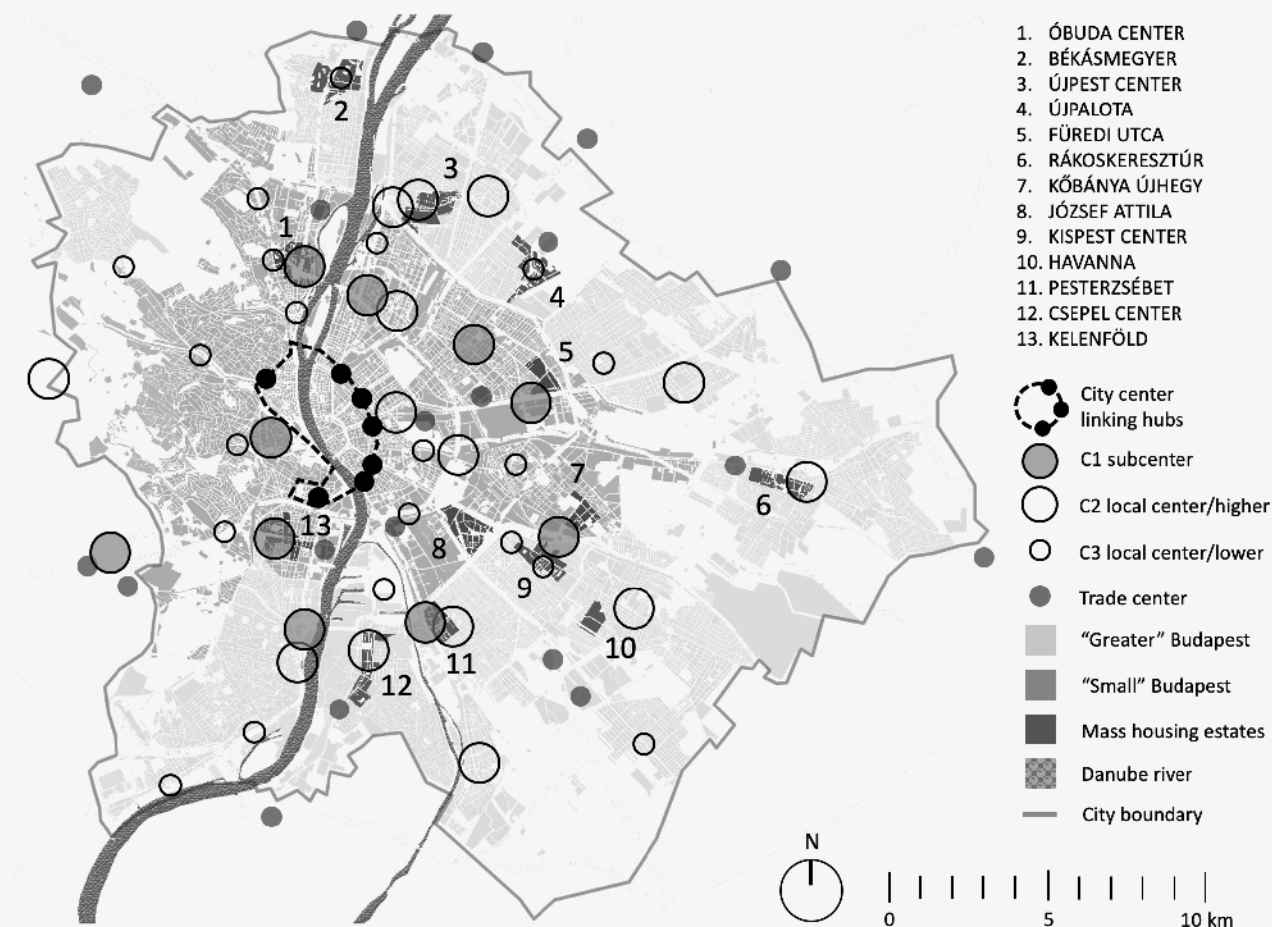 1. ÓBUDA CENTER
2. BÉKÁSMEGYER
3. ÚJPEST CENTER
4. ÚJPALOTA
5. FÜREDI UTCA
6. RÁKOSKERESZTÚR
7. KŐBÁNYA ÚJHEGY
8. JÓZSEF ATTILA
9. KISPEST CENTER
10. HAVANNA
11. PESTERZSÉBET
12. CSEPEL CENTER
13. KELENFÖLD
City center
linking hubs
C1 subcenter
C2 local center/higher
C3 local center/lower
Trade center
“Greater” Budapest
“Small” Budapest
Mass housing estates
Danube river
City boundary
2
3
1
4
5
7
6
13
8
9
10
11
12
N
0
5
10 km